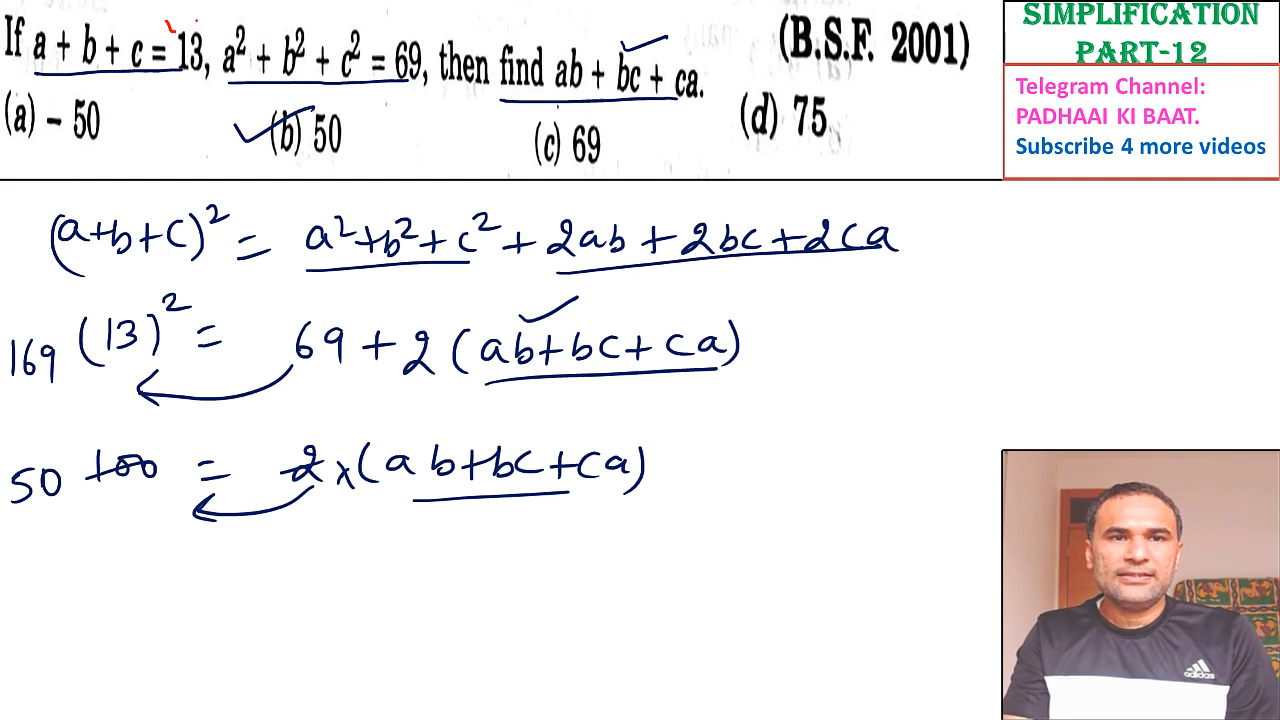 If a + b + c = 13, a² + b² + c² = 69, then find ab + bc + ca. (B.S.F. 2001)
(a) – 50 (b) 50 (c) 69 (d) 75
SIMPLIFICATION
PART-12
Telegram Channel:
PADHAAI KI BAAT.
Subscribe 4 more videos
(a+b+c)² = a²+b²+c² + 2ab + 2bc + 2ca
169 (13)² = 69 + 2 (ab+bc+ca)
50 100 = 2×(ab+bc+ca)
adidas